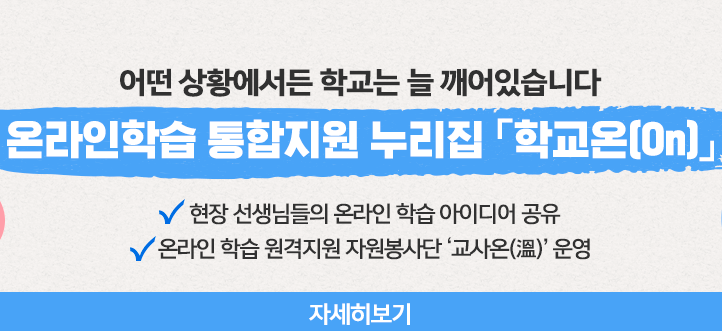 어떤 상황에서든 학교는 늘 깨어있습니다
온라인학습 통합지원 누리집 「학교온(On)」
현장 선생님들의 온라인 학습 아이디어 공유
온라인 학습 원격지원 자원봉사단 ‘교사온(溫)’ 운영
자세히보기